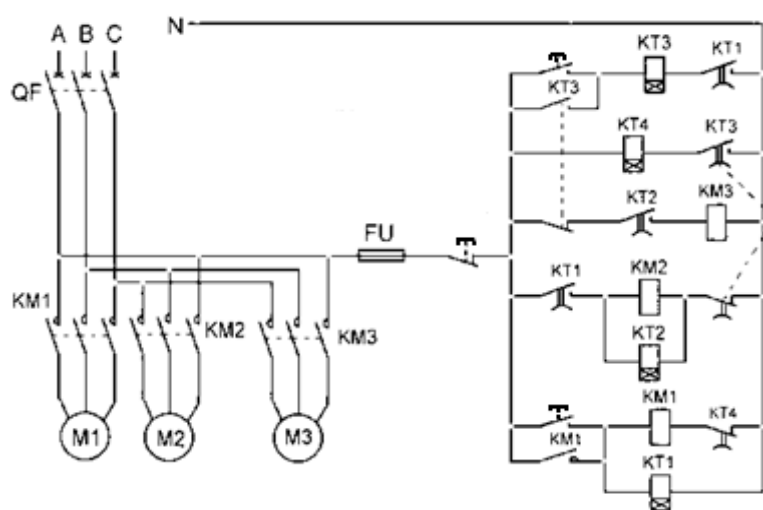 A B C N
QF
KT3 KT1
KT3
KT4 KT3
KT2 KM3
FU
KT1 KM2
KM1 KM2 KM3
KT2
KM1 KT4
KM1
M1 M2 M3
KT1